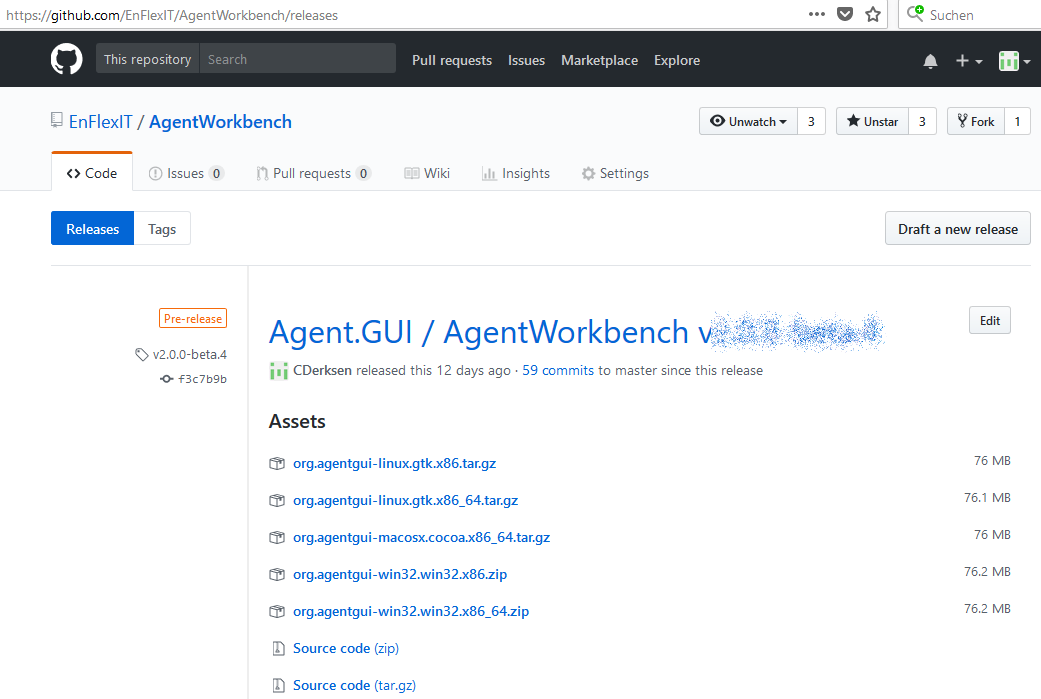 https://github.com/EnFlexIT/AgentWorkbench/releases
Suchen
This repository Search Pull requests Issues Marketplace Explore
EnFlexIT / AgentWorkbench
Unwatch 3 Unstar 3 Fork 1
Code Issues 0 Pull requests 0 Wiki Insights Settings
Releases Tags Draft a new release
Pre-release
v2.0.0-beta.4
f3c7b9b
Agent.GUI / AgentWorkbench
Edit
CDerksen released this 12 days ago · 59 commits to master since this release
Assets
org.agentgui-linux.gtk.x86.tar.gz 76 MB
org.agentgui-linux.gtk.x86_64.tar.gz 76.1 MB
org.agentgui-macosx.cocoa.x86_64.tar.gz 76 MB
org.agentgui-win32.win32.x86.zip 76.2 MB
org.agentgui-win32.win32.x86_64.zip 76.2 MB
Source code (zip)
Source code (tar.gz)